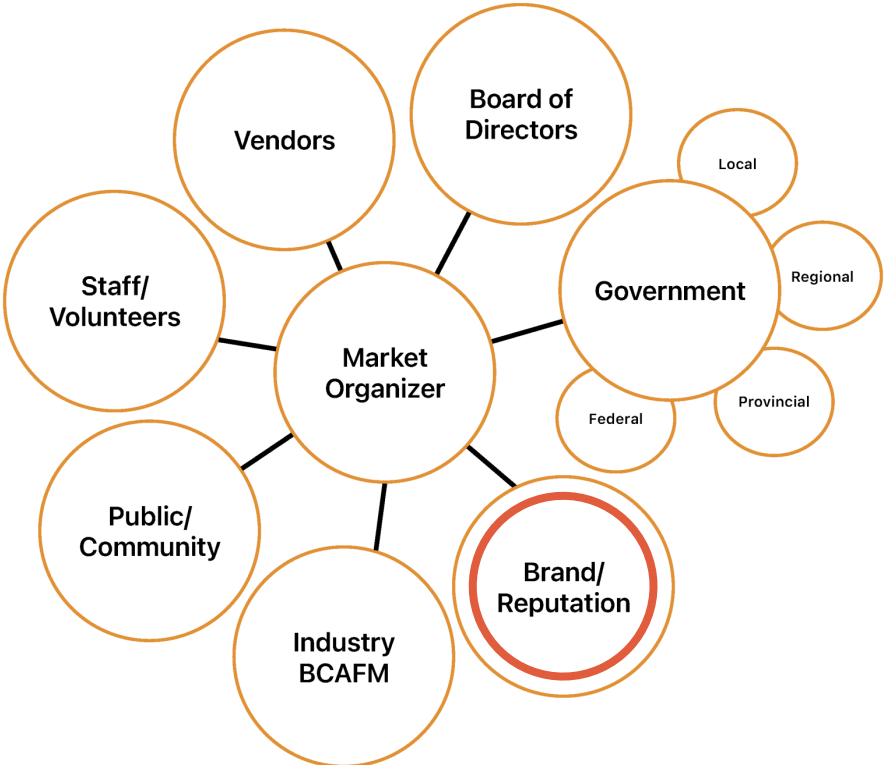 Board of
Directors
Vendors
Local
Regional
Government
Staff/
Volunteers
Market
Organizer
Provincial
Federal
Public/
Community
Brand/
Reputation
Industry
BCAFM